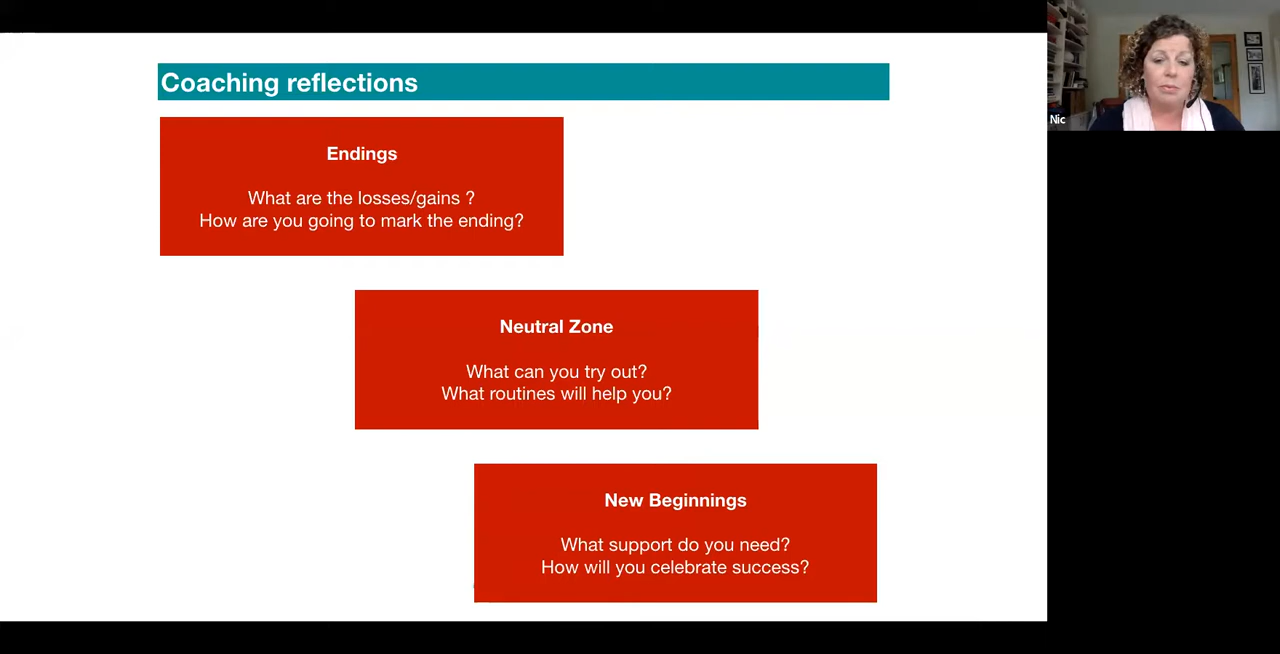 Coaching reflections
Nic
Endings
What are the losses/gains ?
How are you going to mark the ending?
Neutral Zone
What can you try out?
What routines will help you?
New Beginnings
What support do you need?
How will you celebrate success?